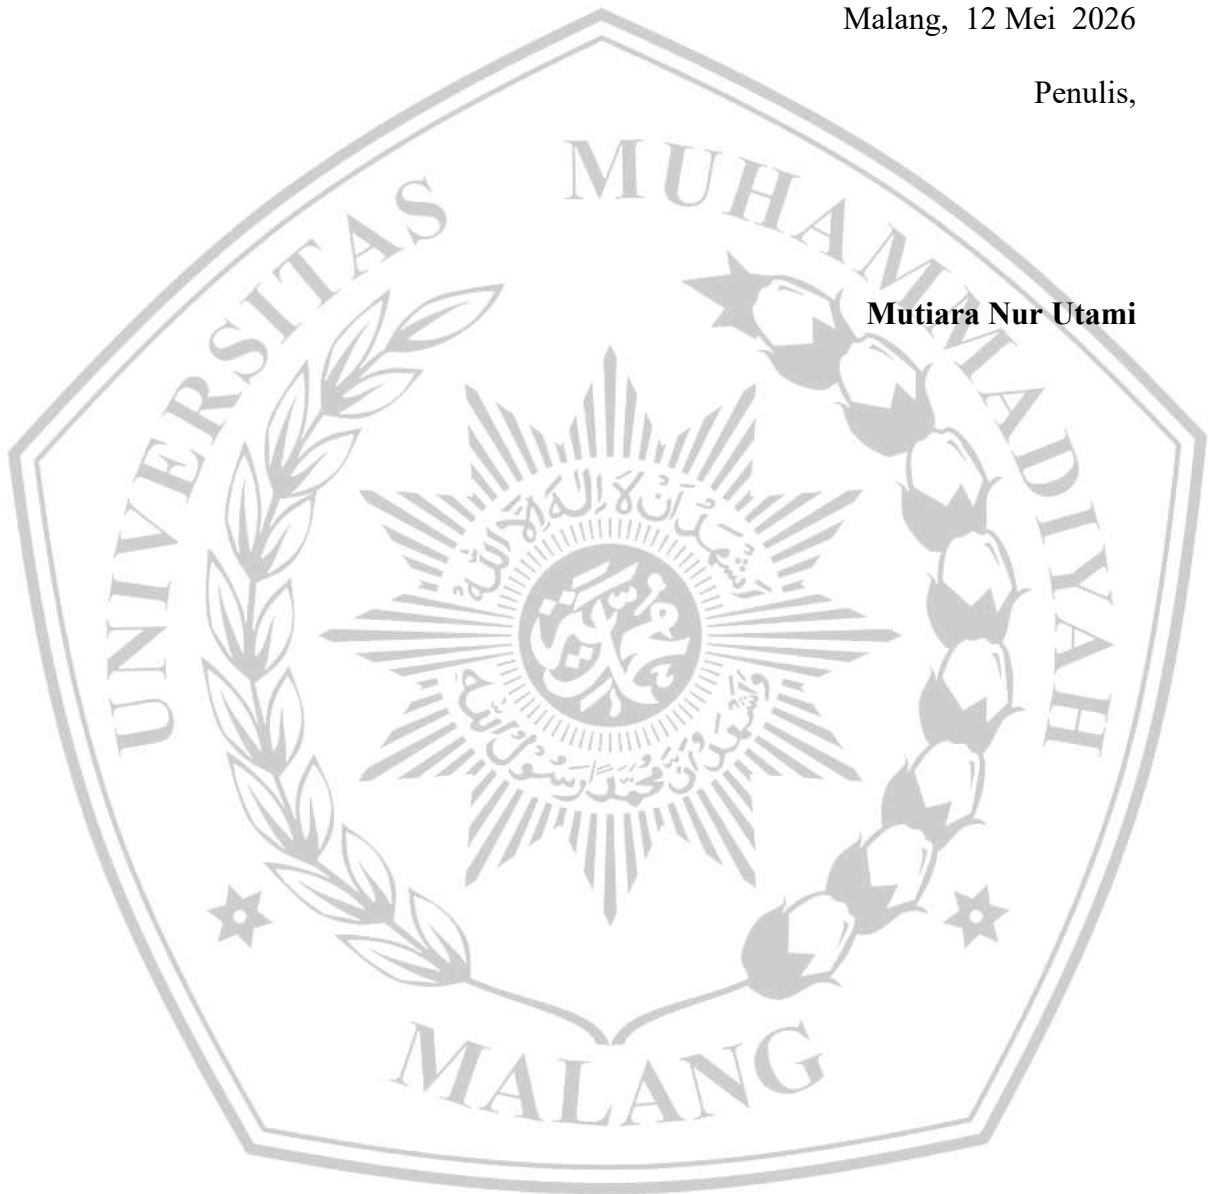 Malang,  12 Mei  2026
Penulis,
Mutiara Nur Utami
UNIVERSITAS MUHAMMADIYAH
MALANG